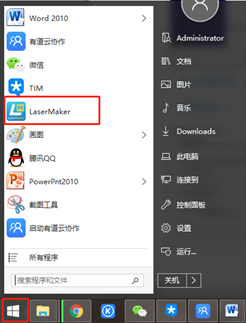 Word 2010
有道云协作
微信
TIM
LaserMaker
画图
腾讯QQ
PowerPnt2010
截图工具
启动有道云协作
所有程序
搜索程序和文件
Administrator
文档
图片
音乐
Downloads
此电脑
连接到
控制面板
设置
运行...
关机